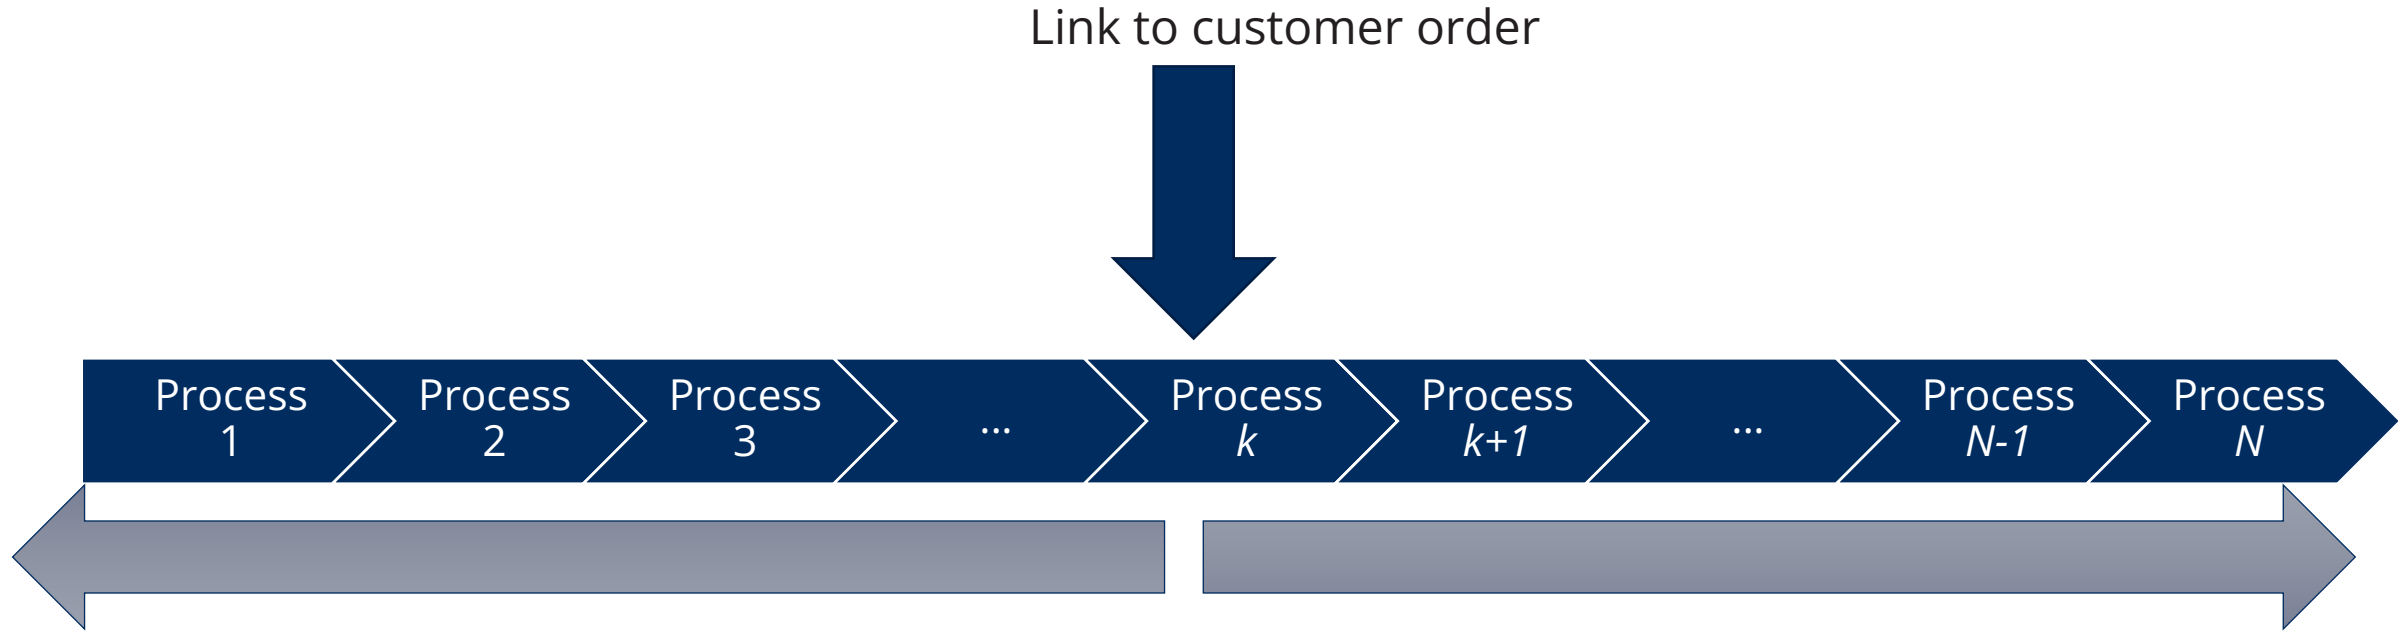 Link to customer order
Process
1
Process
2
Process
3
...
Process
k
Process
k+1
...
Process
N-1
Process
N